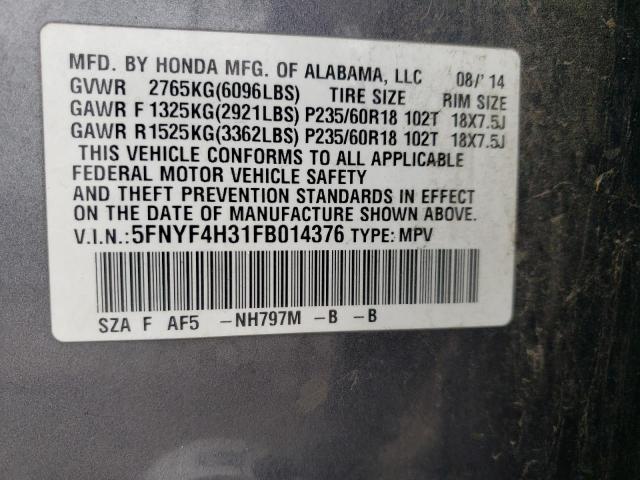 MFD. BY HONDA MFG. OF ALABAMA, LLC 08/'14
GVWR 2765KG(6096LBS) TIRE SIZE RIM SIZE
GAWR F 1325KG(2921LBS) P235/60R18 102T 18X7.5J
GAWR R 1525KG(3362LBS) P235/60R18 102T 18X7.5J
THIS VEHICLE CONFORMS TO ALL APPLICABLE
FEDERAL MOTOR VEHICLE SAFETY
AND THEFT PREVENTION STANDARDS IN EFFECT
ON THE DATE OF MANUFACTURE SHOWN ABOVE.
V.I.N.:5FNYF4H31FB014376 TYPE: MPV
SZA F AF5 -NH797M -B -B